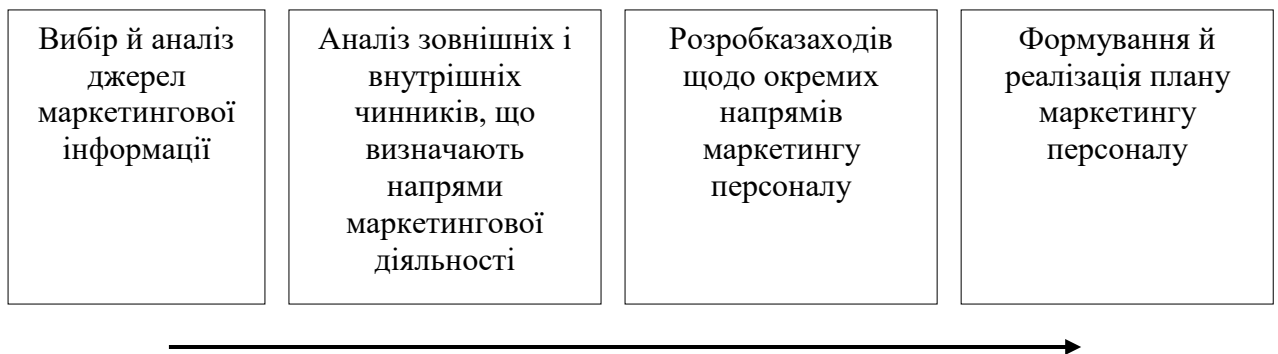 Вибір й аналіз
джерел
маркетингової
інформації
Аналіз зовнішніх і
внутрішніх
чинників, що
визначають
напрями
маркетингової
діяльності
Розробказаходів
щодо окремих
напрямів
маркетингу
персоналу
Формування й
реалізація плану
маркетингу
персоналу